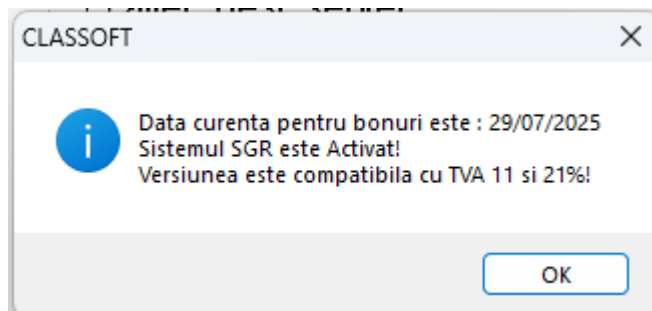 CLASSOFT
Data curenta pentru bonuri este : 29/07/2025
Sistemul SGR este Activat!
Versiunea este compatibila cu TVA 11 si 21%!
OK